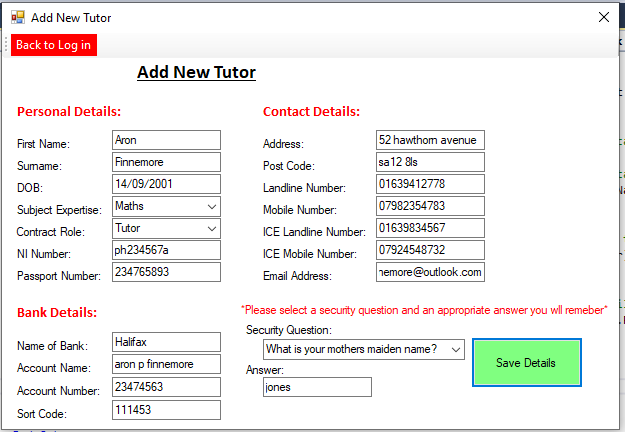 Add New Tutor
Back to Log in
Add New Tutor
Personal Details:
First Name: Aron
Surname: Finnemore
DOB: 14/09/2001
Subject Expertise: Maths
Contract Role: Tutor
NI Number: ph234567a
Passport Number: 234765893
Contact Details:
Address: 52 hawthorn avenue
Post Code: sa12 8ls
Landline Number: 01639412778
Mobile Number: 07982354783
ICE Landline Number: 01639834567
ICE Mobile Number: 07924548732
Email Address: nemore@outlook.com
Bank Details:
Name of Bank: Halifax
Account Name: aron p finnemore
Account Number: 23474563
Sort Code: 111453
*Please select a security question and an appropriate answer you wll remeber*
Security Question:
What is your mothers maiden name?
Answer:
jones
Save Details